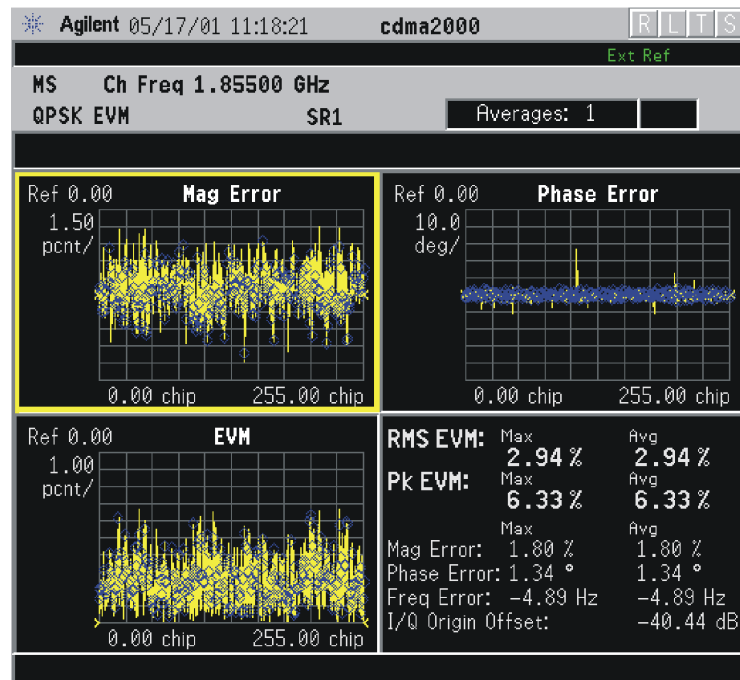 Agilent 05/17/01 11:18:21 cdma2000 R L T S
Ext Ref
MS Ch Freq 1.85500 GHz
QPSK EVM SR1 Averages: 1
Ref 0.00 Mag Error
1.50
pcnt/
0.00 chip 255.00 chip
Ref 0.00 Phase Error
10.0
deg/
0.00 chip 255.00 chip
Ref 0.00 EVM
1.00
pcnt/
0.00 chip 255.00 chip
Max Avg
RMS EVM: 2.94 % 2.94 %
Max Avg
Pk EVM: 6.33 % 6.33 %
Max Avg
Mag Error: 1.80 % 1.80 %
Phase Error: 1.34 ° 1.34 °
Freq Error: -4.89 Hz -4.89 Hz
I/Q Origin Offset: -40.44 dB